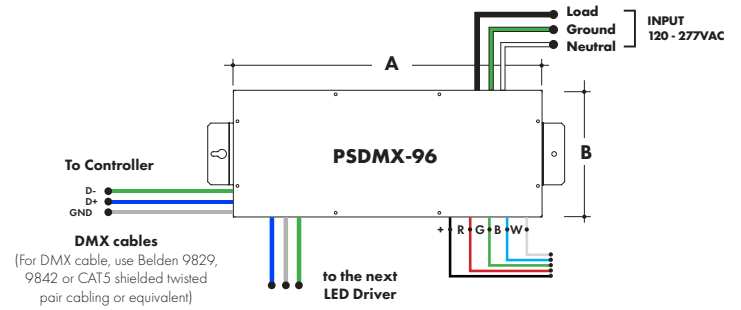 Load
Ground
Neutral
INPUT
120 - 277VAC
A
B
PSDMX-96
To Controller
D-
D+
GND
DMX cables
(For DMX cable, use Belden 9829,
9842 or CAT5 shielded twisted
pair cabling or equivalent)
+ R G B W
to the next
LED Driver